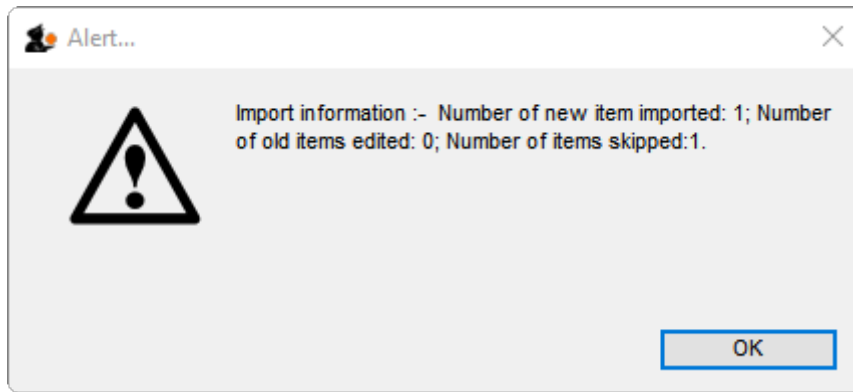 Alert...
Import information :-  Number of new item imported: 1; Number
of old items edited: 0; Number of items skipped:1.
OK